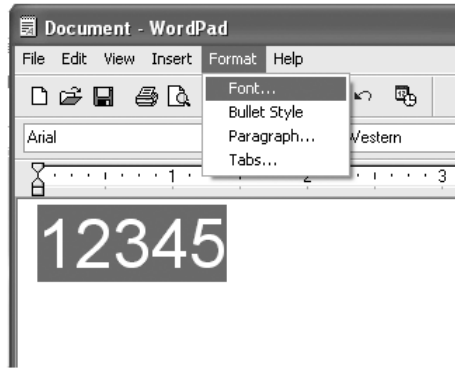 Document - WordPad
File Edit View Insert Format Help
Font...
Bullet Style
Paragraph...
Tabs...
Arial
Western
1 2 3
12345